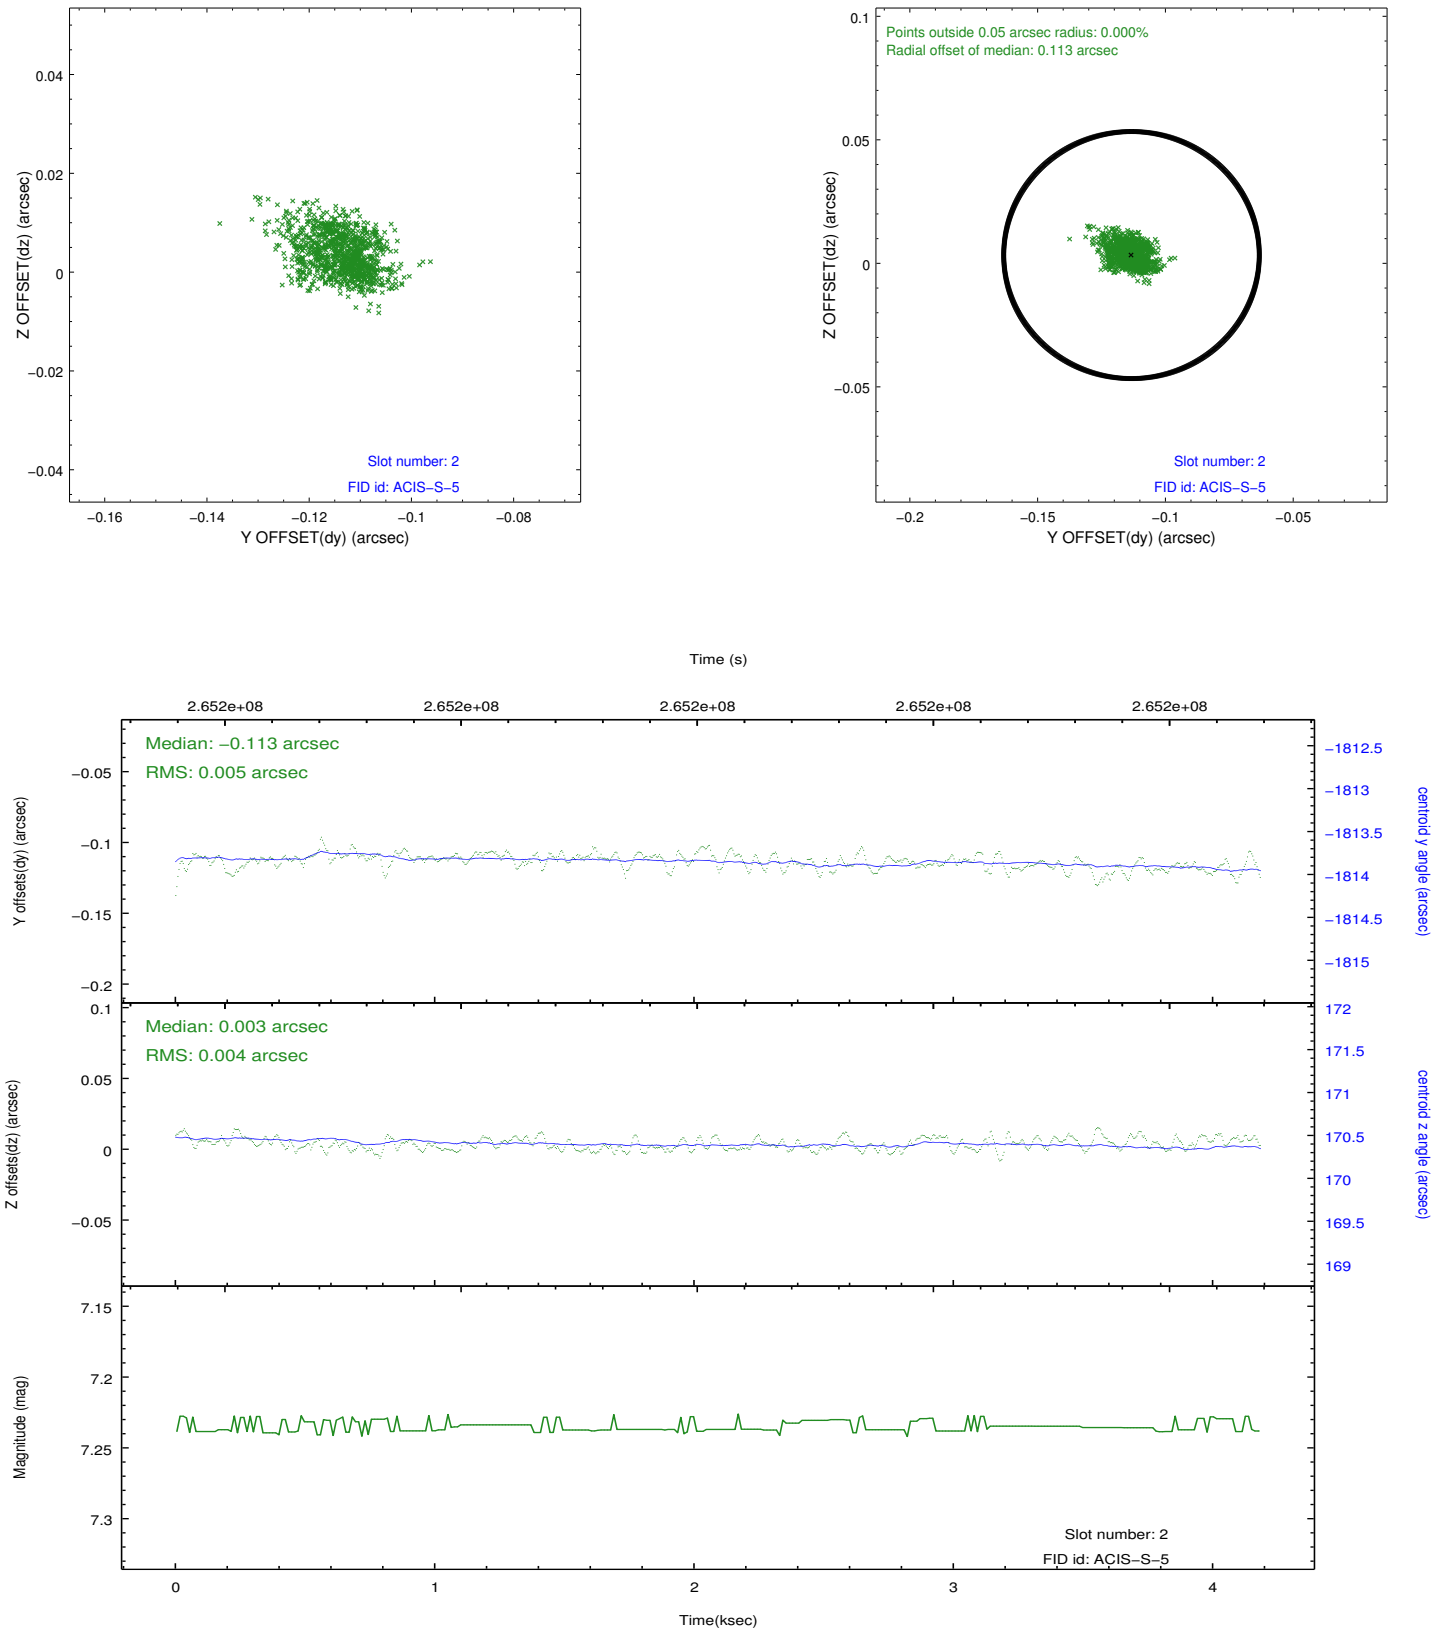 0.04
0.02
0
−0.02
−0.04
Z OFFSET(dz) (arcsec)
Slot number: 2
FID id: ACIS−S−5
−0.16
−0.14
−0.12
−0.1
−0.08
Y OFFSET(dy) (arcsec)
Points outside 0.05 arcsec radius: 0.000%
Radial offset of median: 0.113 arcsec
0.1
0.05
0
−0.05
Z OFFSET(dz) (arcsec)
Slot number: 2
FID id: ACIS−S−5
−0.2
−0.15
−0.1
−0.05
Y OFFSET(dy) (arcsec)
Time (s)
2.652e+08
2.652e+08
2.652e+08
2.652e+08
2.652e+08
Median: −0.113 arcsec
RMS: 0.005 arcsec
−0.05
−0.1
−0.15
−0.2
Y offsets(dy) (arcsec)
−1812.5
−1813
−1813.5
−1814
−1814.5
−1815
centroid y angle (arcsec)
Median: 0.003 arcsec
RMS: 0.004 arcsec
0.1
0.05
0
−0.05
Z offsets(dz) (arcsec)
172
171.5
171
170.5
170
169.5
169
centroid z angle (arcsec)
7.15
7.2
7.25
7.3
Magnitude (mag)
Slot number: 2
FID id: ACIS−S−5
0
1
2
3
4
Time(ksec)